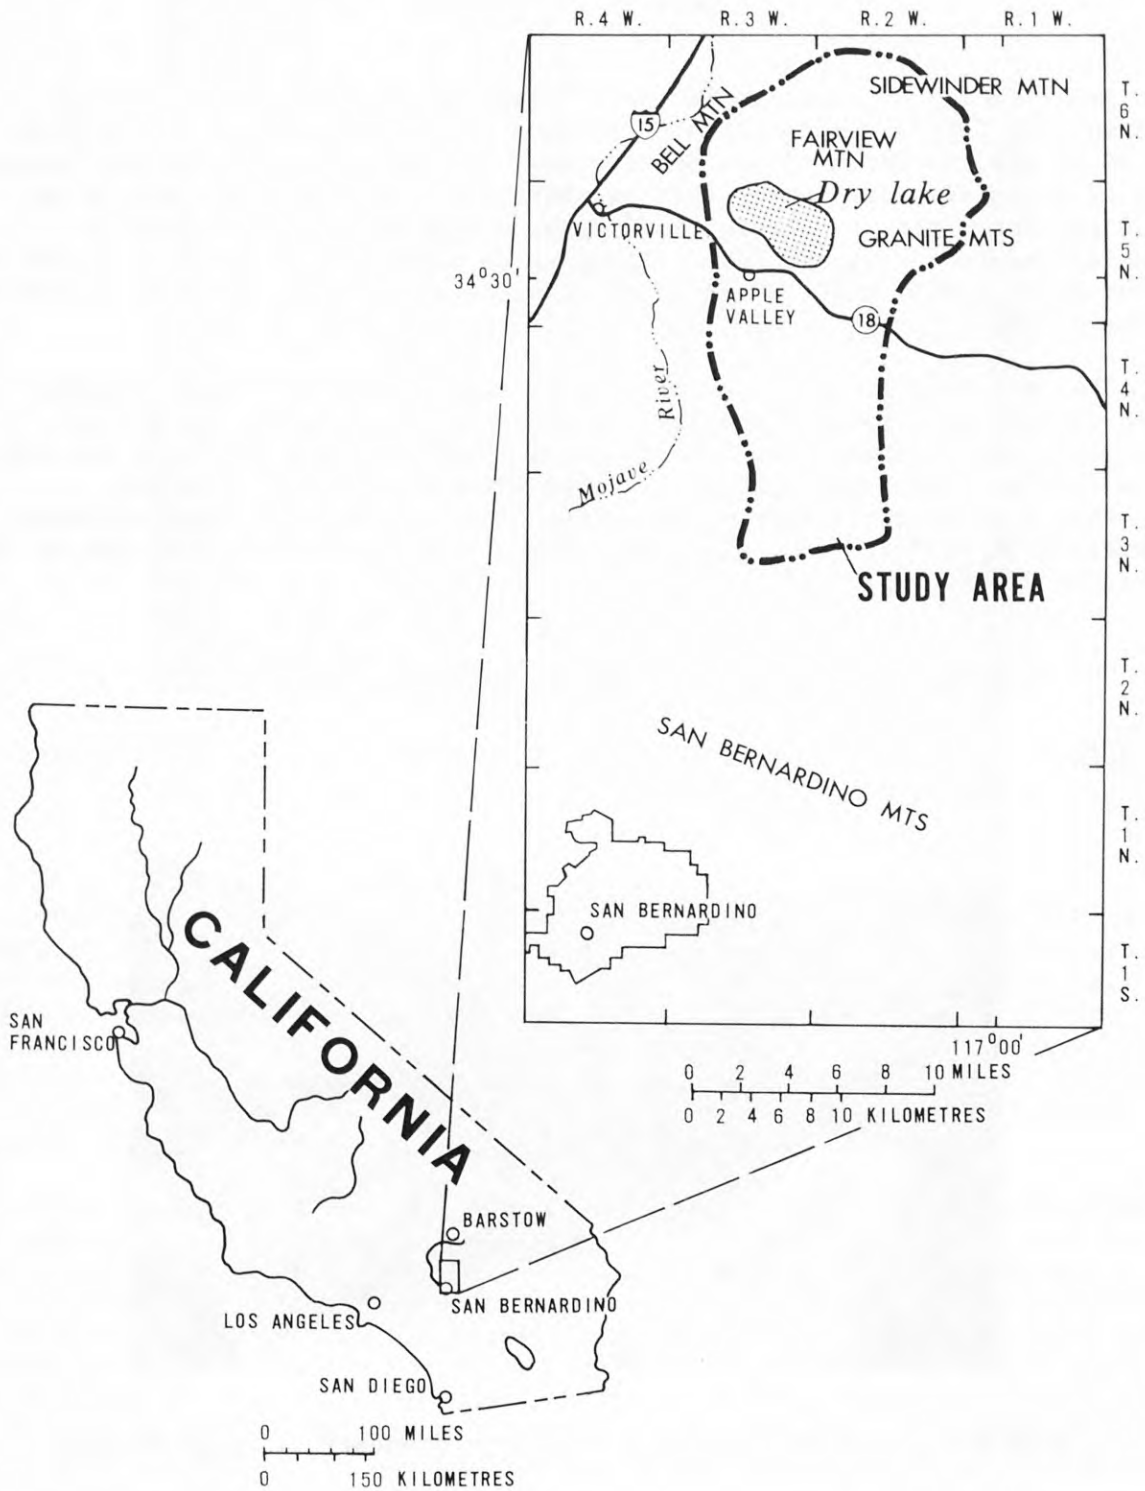 R.4 W. R.3 W. R.2 W. R.1 W.
SIDEWINDER MTN
T.
6
N.
15
BELL MTN
FAIRVIEW
MTN
Dry lake
VICTORVILLE
GRANITE MTS
T.
5
N.
34°30'
APPLE
VALLEY
18
T.
4
N.
Mojave River
T.
3
N.
STUDY AREA
T.
2
N.
SAN BERNARDINO MTS
T.
1
N.
SAN BERNARDINO
T.
1
S.
117°00'
0 2 4 6 8 10 MILES
0 2 4 6 8 10 KILOMETRES
CALIFORNIA
SAN
FRANCISCO
BARSTOW
SAN BERNARDINO
LOS ANGELES
SAN DIEGO
0 100 MILES
0 150 KILOMETRES